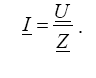 I = U / Z .